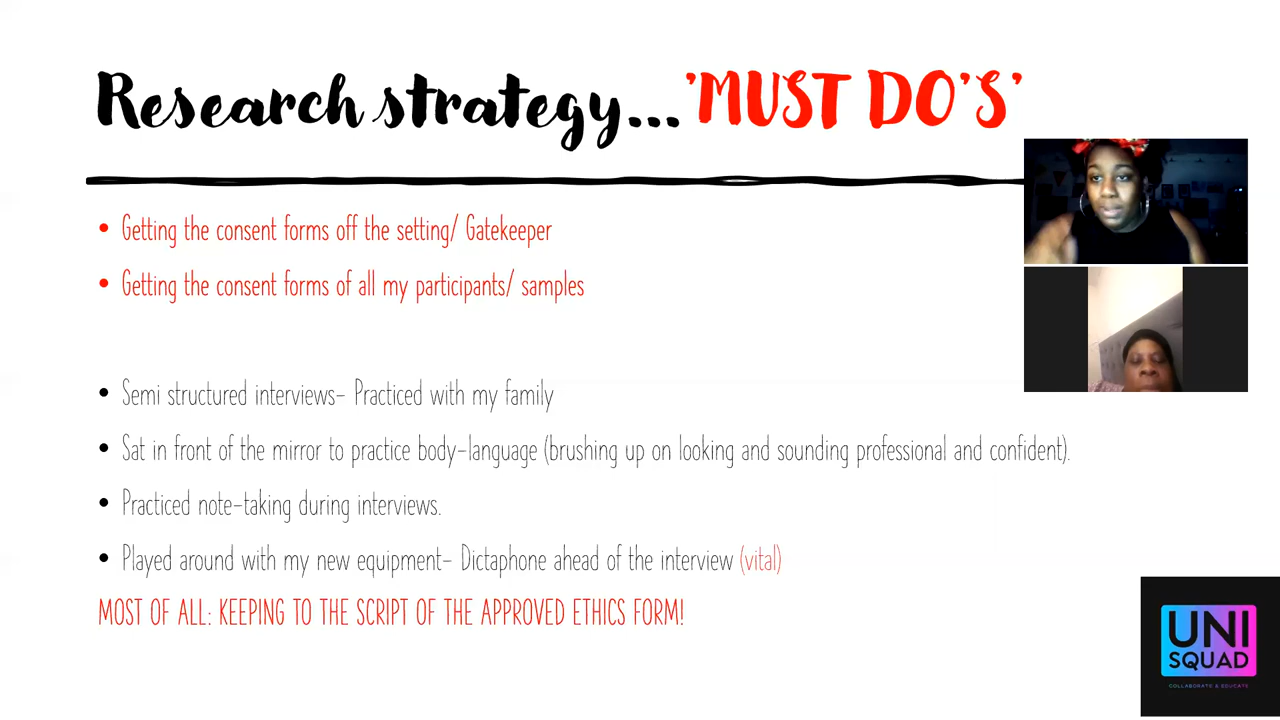 Research strategy...'MUST DO'S'
• Getting the consent forms off the setting/ Gatekeeper
• Getting the consent forms of all my participants/ samples
• Semi structured interviews- Practiced with my family
• Sat in front of the mirror to practice body-language (brushing up on looking and sounding professional and confident).
• Practiced note-taking during interviews.
• Played around with my new equipment- Dictaphone ahead of the interview (vital)
MOST OF ALL: KEEPING TO THE SCRIPT OF THE APPROVED ETHICS FORM!
UNI
SQUAD
COLLABORATE & EDUCATE